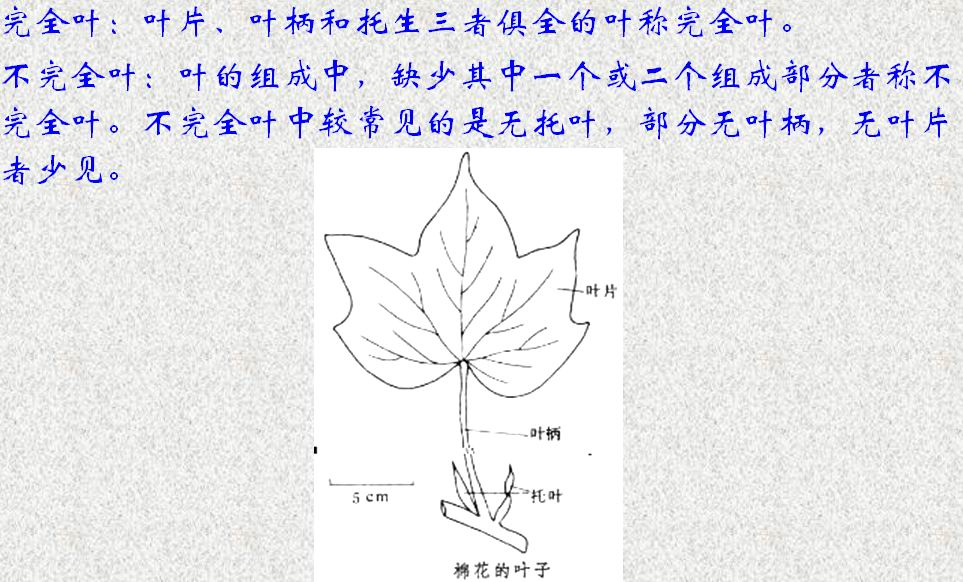 完全叶：叶片、叶柄和托生三者俱全的叶称完全叶。
不完全叶：叶的组成中，缺少其中一个或二个组成部分者称不
完全叶。不完全叶中较常见的是无托叶，部分无叶柄，无叶片
者少见。
叶片
叶柄
托叶
5 cm
棉花的叶子